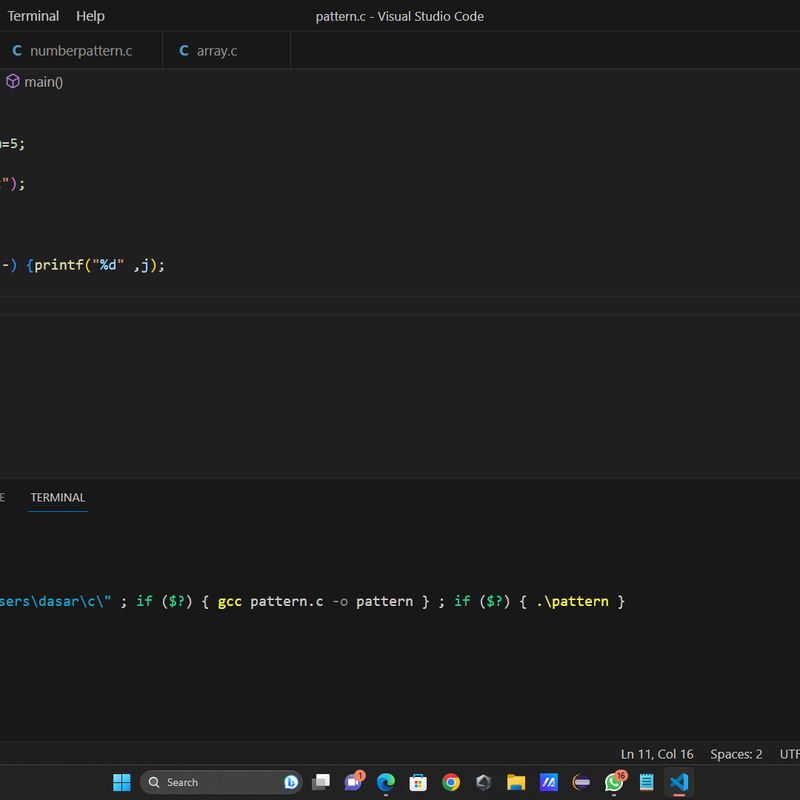 Terminal Help pattern.c - Visual Studio Code
C numberpattern.c C array.c
main()
=5;
");
-) {printf("%d" ,j);
E TERMINAL
sers\dasar\c\" ; if ($?) { gcc pattern.c -o pattern } ; if ($?) { .\pattern }
Ln 11, Col 16 Spaces: 2 UTF
Search 1 16